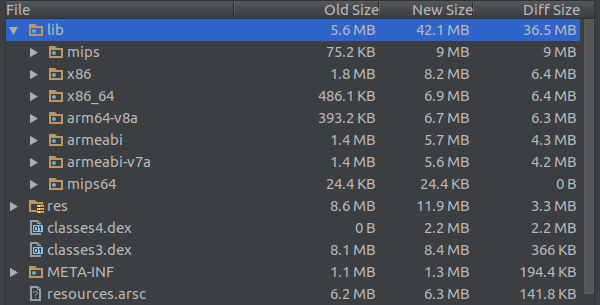 File Old Size New Size Diff Size
lib 5.6 MB 42.1 MB 36.5 MB
mips 75.2 KB 9 MB 9 MB
x86 1.8 MB 8.2 MB 6.4 MB
x86_64 486.1 KB 6.9 MB 6.4 MB
arm64-v8a 393.2 KB 6.7 MB 6.3 MB
armeabi 1.4 MB 5.7 MB 4.3 MB
armeabi-v7a 1.4 MB 5.6 MB 4.2 MB
mips64 24.4 KB 24.4 KB 0 B
res 8.6 MB 11.9 MB 3.3 MB
classes4.dex 0 B 2.2 MB 2.2 MB
classes3.dex 8.1 MB 8.4 MB 366 KB
META-INF 1.1 MB 1.3 MB 194.4 KB
resources.arsc 6.2 MB 6.3 MB 141.8 KB